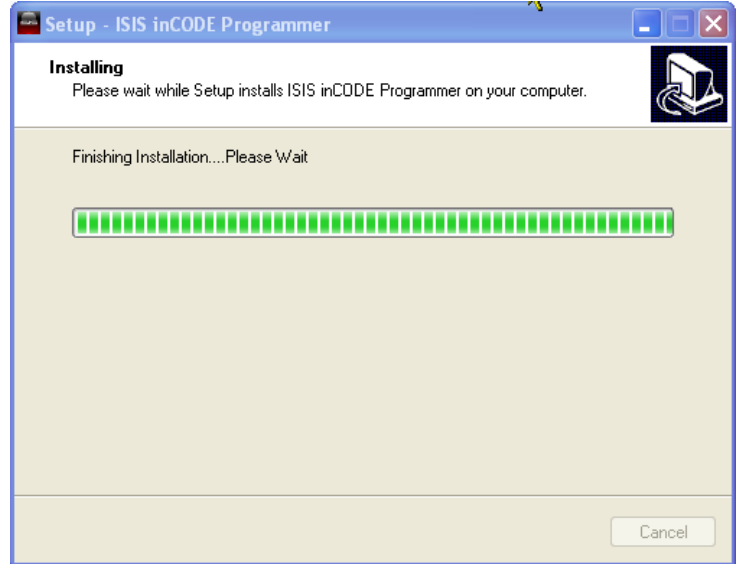 Setup - ISIS inCODE Programmer
Installing
Please wait while Setup installs ISIS inCODE Programmer on your computer.
Finishing Installation....Please Wait
Cancel